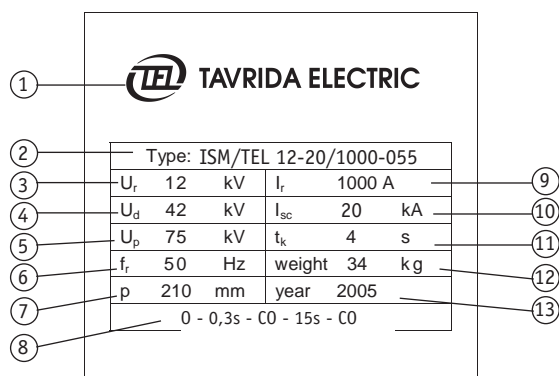 TEL TAVRIDA ELECTRIC
1
2 Type: ISM/TEL 12-20/1000-055
3 Ur 12 kV Ir 1000 A 9
4 Ud 42 kV Isc 20 kA 10
5 Up 75 kV tk 4 s 11
6 fr 50 Hz weight 34 kg 12
7 p 210 mm year 2005 13
8 O - 0,3s - CO - 15s - CO